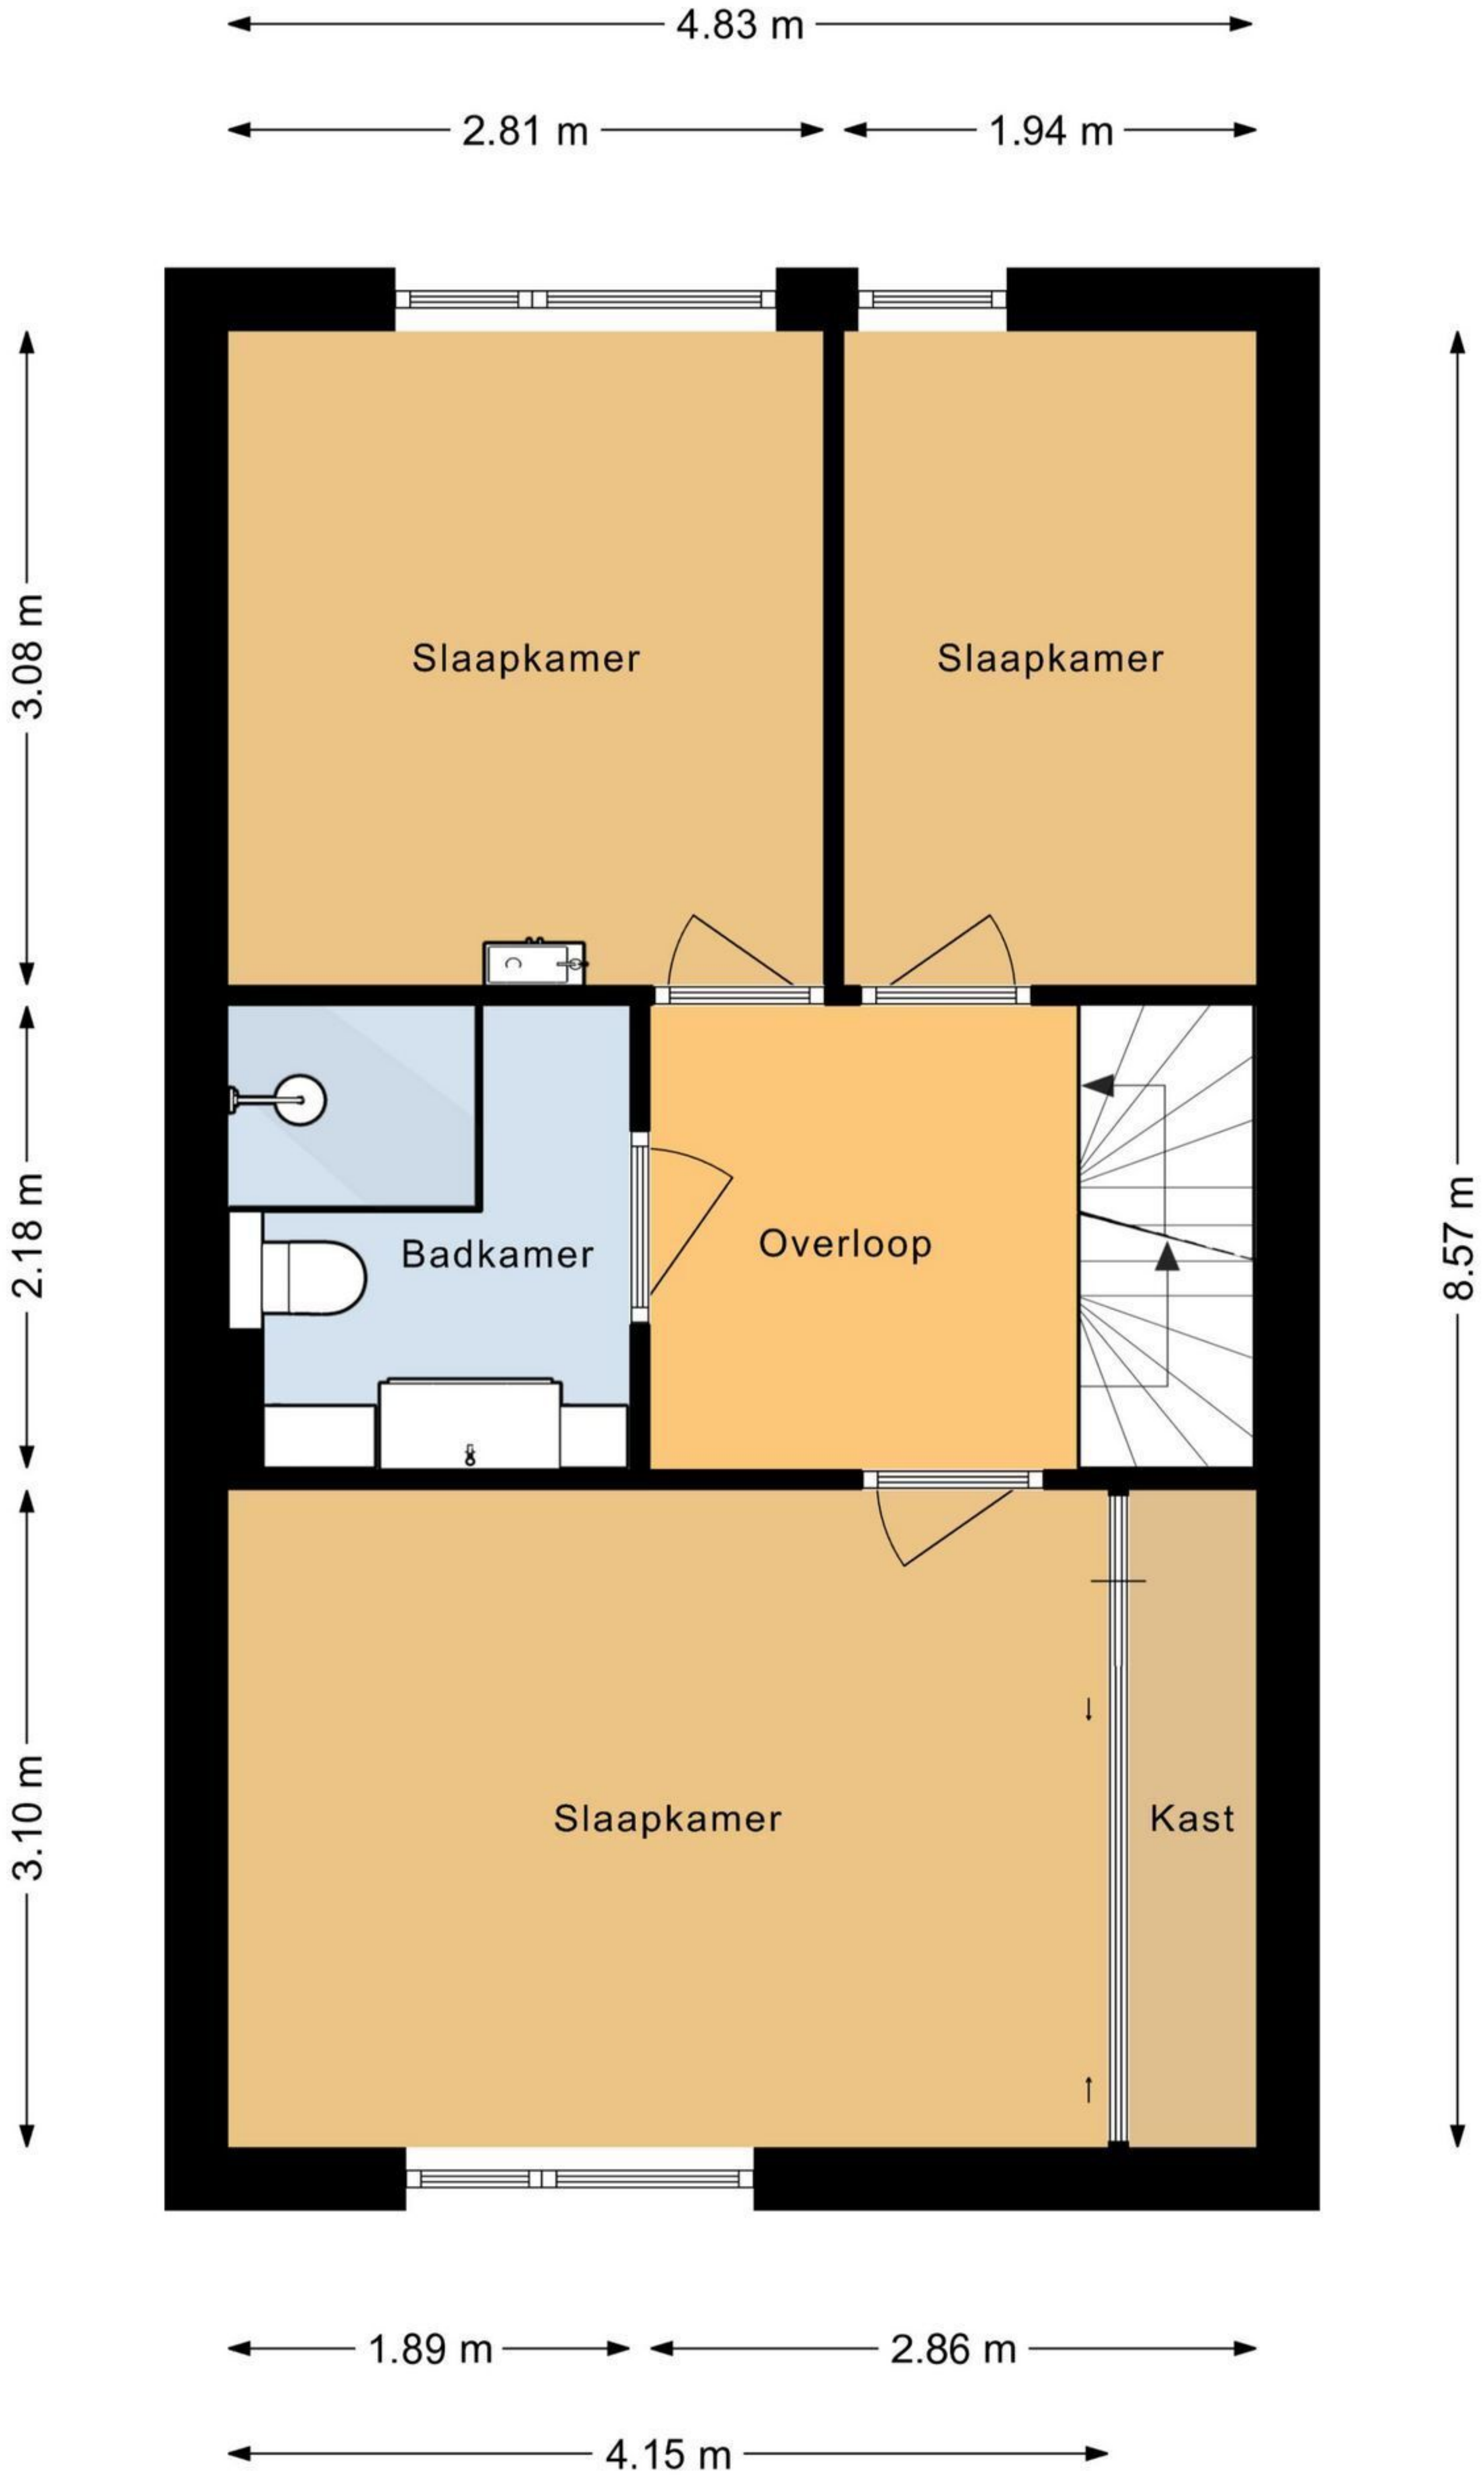 4.83 m
2.81 m
1.94 m
3.08 m
Slaapkamer
Slaapkamer
2.18 m
Badkamer
Overloop
8.57 m
3.10 m
Slaapkamer
Kast
1.89 m
2.86 m
4.15 m